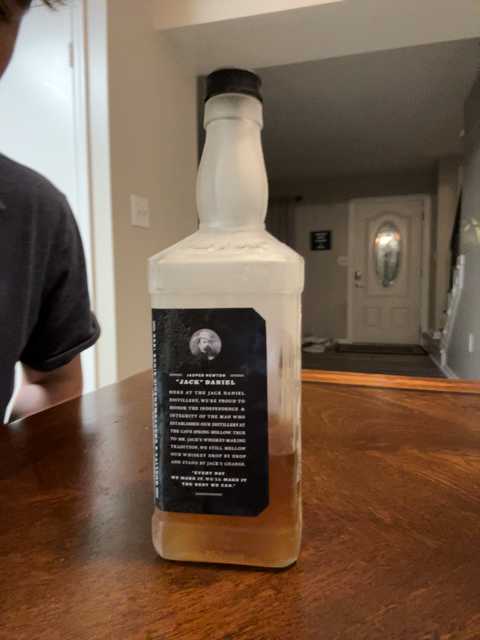 JASPER NEWTON
"JACK" DANIEL
HERE AT THE JACK DANIEL
DISTILLERY, WE'RE PROUD TO
HONOR THE INDEPENDENCE &
INTEGRITY OF THE MAN WHO
ESTABLISHED OUR DISTILLERY AT
THE CAVE SPRING HOLLOW. TRUE
TO MR. JACK'S WHISKEY-MAKING
TRADITION, WE STILL MELLOW
OUR WHISKEY DROP BY DROP
AND STAND BY JACK'S CHARGE.
"EVERY DAY
WE MAKE IT, WE'LL MAKE IT
THE BEST WE CAN."